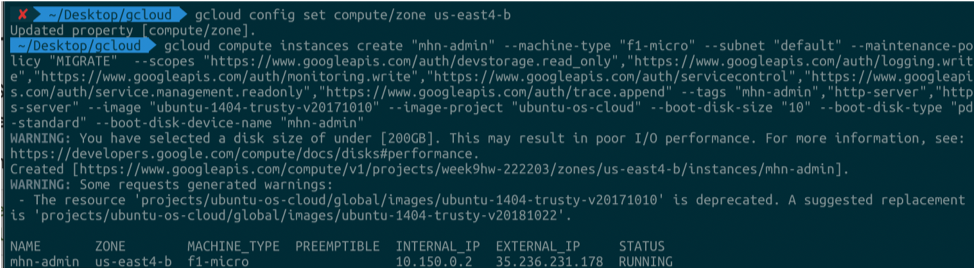 ✘ ~/Desktop/gcloud gcloud config set compute/zone us-east4-b
Updated property [compute/zone].
~/Desktop/gcloud gcloud compute instances create "mhn-admin" --machine-type "f1-micro" --subnet "default" --maintenance-po
licy "MIGRATE"  --scopes "https://www.googleapis.com/auth/devstorage.read_only","https://www.googleapis.com/auth/logging.writ
e","https://www.googleapis.com/auth/monitoring.write","https://www.googleapis.com/auth/servicecontrol","https://www.googleapi
s.com/auth/service.management.readonly","https://www.googleapis.com/auth/trace.append" --tags "mhn-admin","http-server","http
s-server" --image "ubuntu-1404-trusty-v20171010" --image-project "ubuntu-os-cloud" --boot-disk-size "10" --boot-disk-type "pd
-standard" --boot-disk-device-name "mhn-admin"
WARNING: You have selected a disk size of under [200GB]. This may result in poor I/O performance. For more information, see:
https://developers.google.com/compute/docs/disks#performance.
Created [https://www.googleapis.com/compute/v1/projects/week9hw-222203/zones/us-east4-b/instances/mhn-admin].
WARNING: Some requests generated warnings:
 - The resource 'projects/ubuntu-os-cloud/global/images/ubuntu-1404-trusty-v20171010' is deprecated. A suggested replacement
is 'projects/ubuntu-os-cloud/global/images/ubuntu-1404-trusty-v20181022'.
NAME       ZONE        MACHINE_TYPE  PREEMPTIBLE  INTERNAL_IP  EXTERNAL_IP     STATUS
mhn-admin  us-east4-b  f1-micro                   10.150.0.2   35.236.231.178  RUNNING